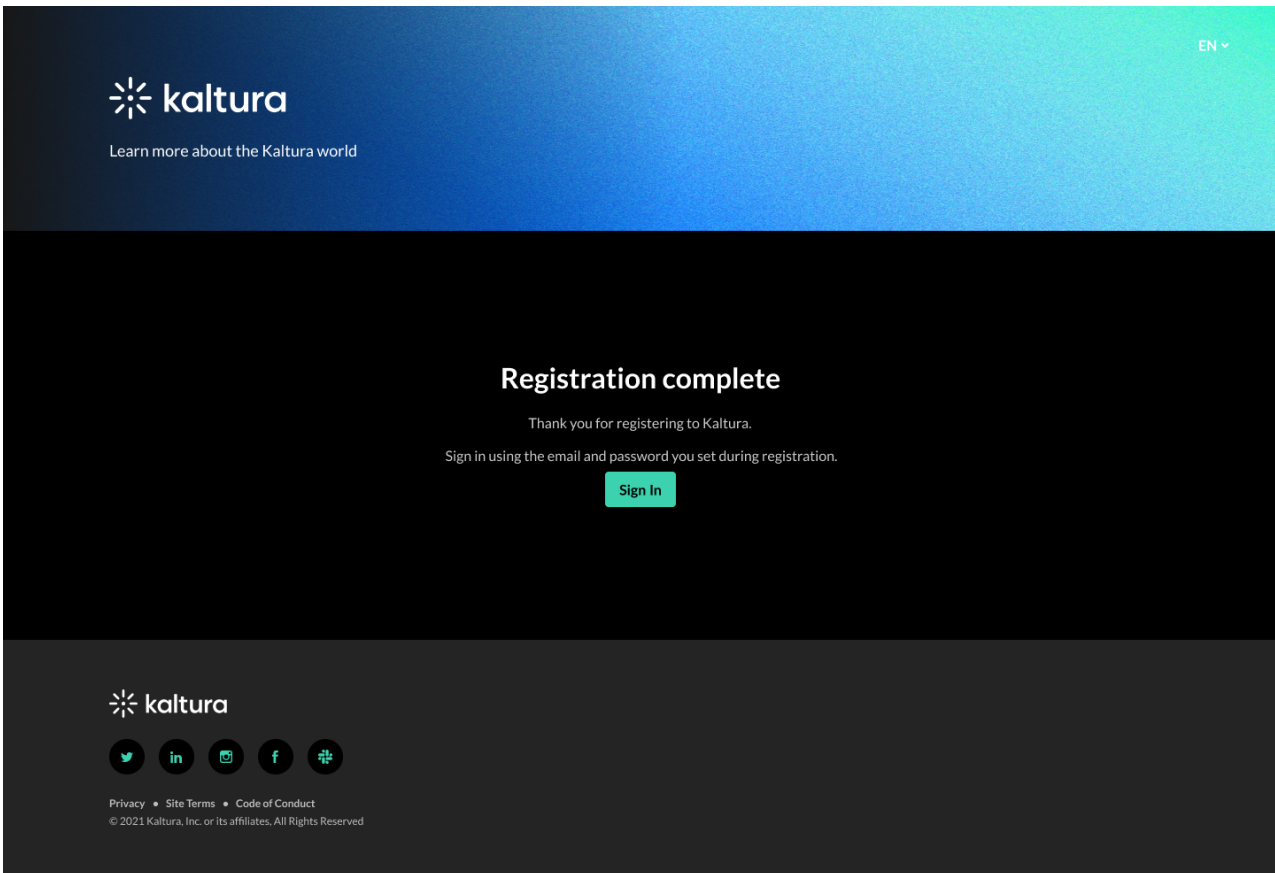 EN
kaltura
Learn more about the Kaltura world
Registration complete
Thank you for registering to Kaltura.
Sign in using the email and password you set during registration.
Sign In
kaltura
Privacy • Site Terms • Code of Conduct
© 2021 Kaltura, Inc. or its affiliates, All Rights Reserved